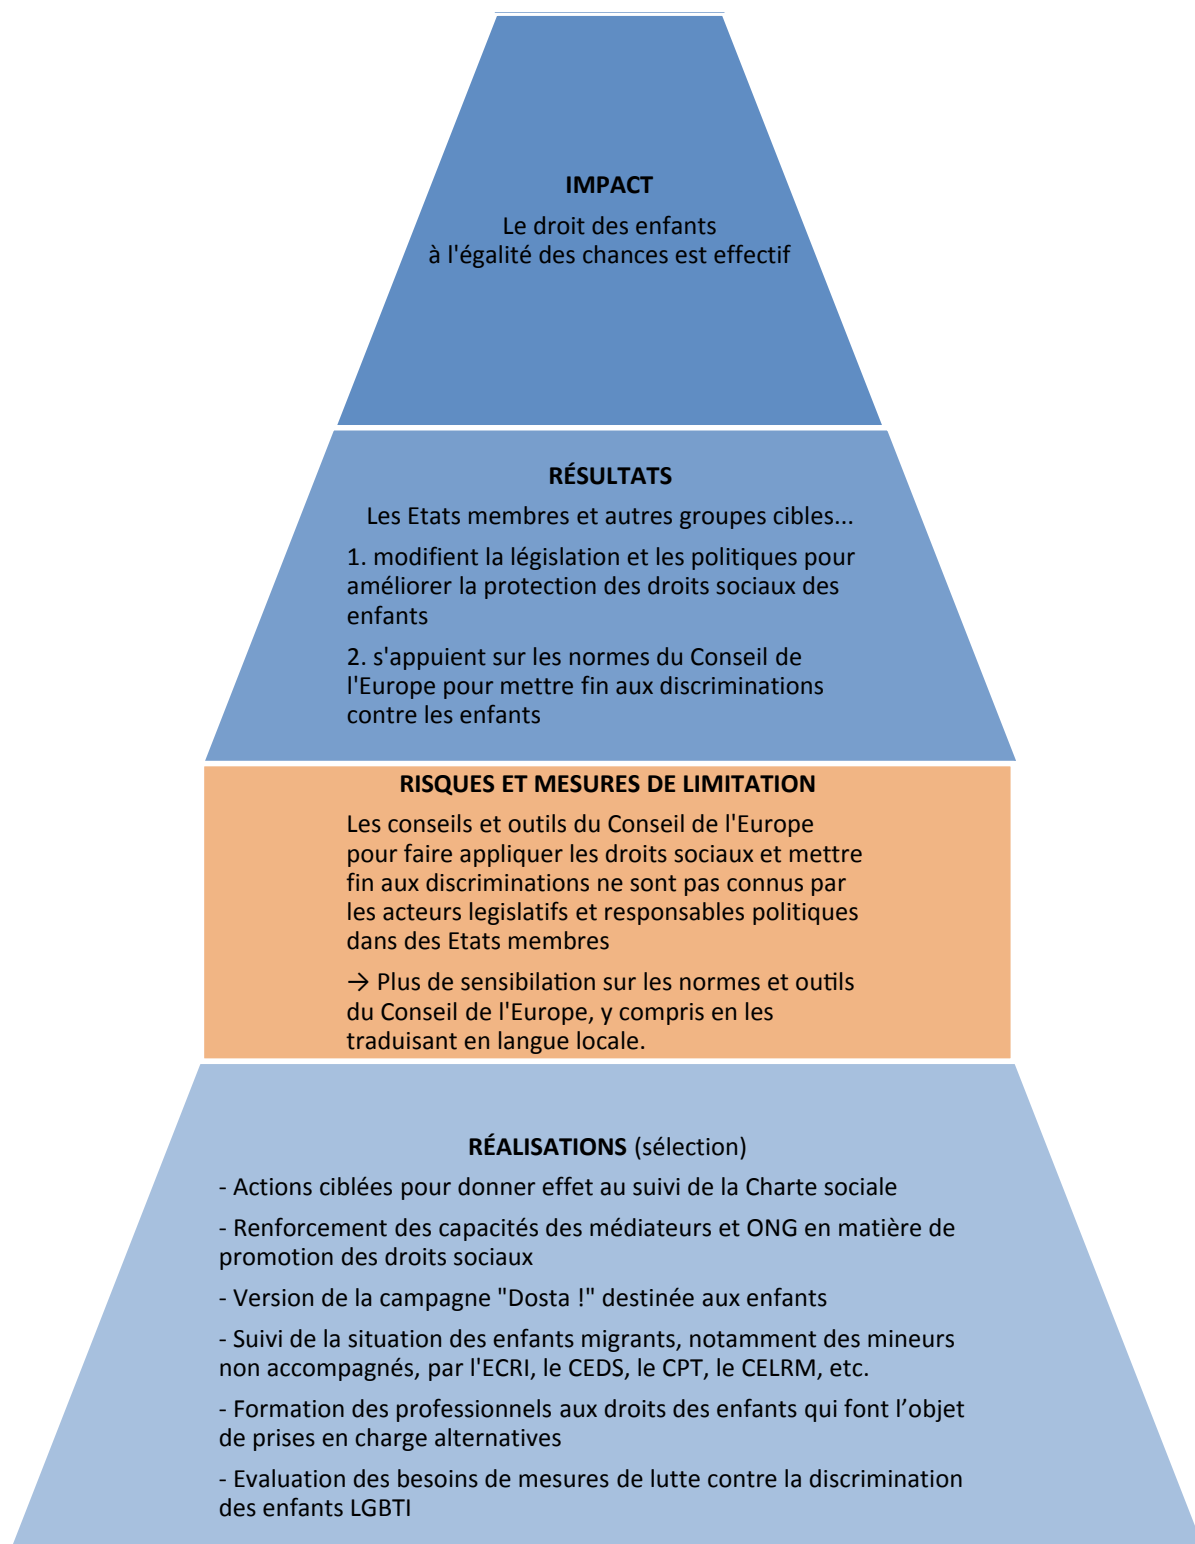 IMPACT
Le droit des enfants
à l'égalité des chances est effectif
RÉSULTATS
Les Etats membres et autres groupes cibles...
1. modifient la législation et les politiques pour
améliorer la protection des droits sociaux des
enfants
2. s'appuient sur les normes du Conseil de
l'Europe pour mettre fin aux discriminations
contre les enfants
RISQUES ET MESURES DE LIMITATION
Les conseils et outils du Conseil de l'Europe
pour faire appliquer les droits sociaux et mettre
fin aux discriminations ne sont pas connus par
les acteurs legislatifs et responsables politiques
dans des Etats membres
→ Plus de sensibilation sur les normes et outils
du Conseil de l'Europe, y compris en les
traduisant en langue locale.
RÉALISATIONS (sélection)
- Actions ciblées pour donner effet au suivi de la Charte sociale
- Renforcement des capacités des médiateurs et ONG en matière de
promotion des droits sociaux
- Version de la campagne "Dosta !" destinée aux enfants
- Suivi de la situation des enfants migrants, notamment des mineurs
non accompagnés, par l'ECRI, le CEDS, le CPT, le CELRM, etc.
- Formation des professionnels aux droits des enfants qui font l’objet
de prises en charge alternatives
- Evaluation des besoins de mesures de lutte contre la discrimination
des enfants LGBTI